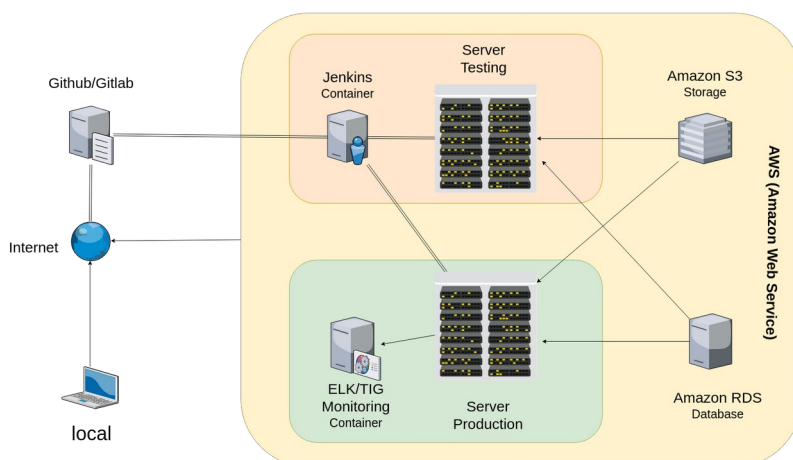 Server
Testing
Github/Gitlab
Jenkins
Container
Amazon S3
Storage
AWS (Amazon Web Service)
Internet
ELK/TIG
Monitoring
Container
Server
Production
Amazon RDS
Database
local